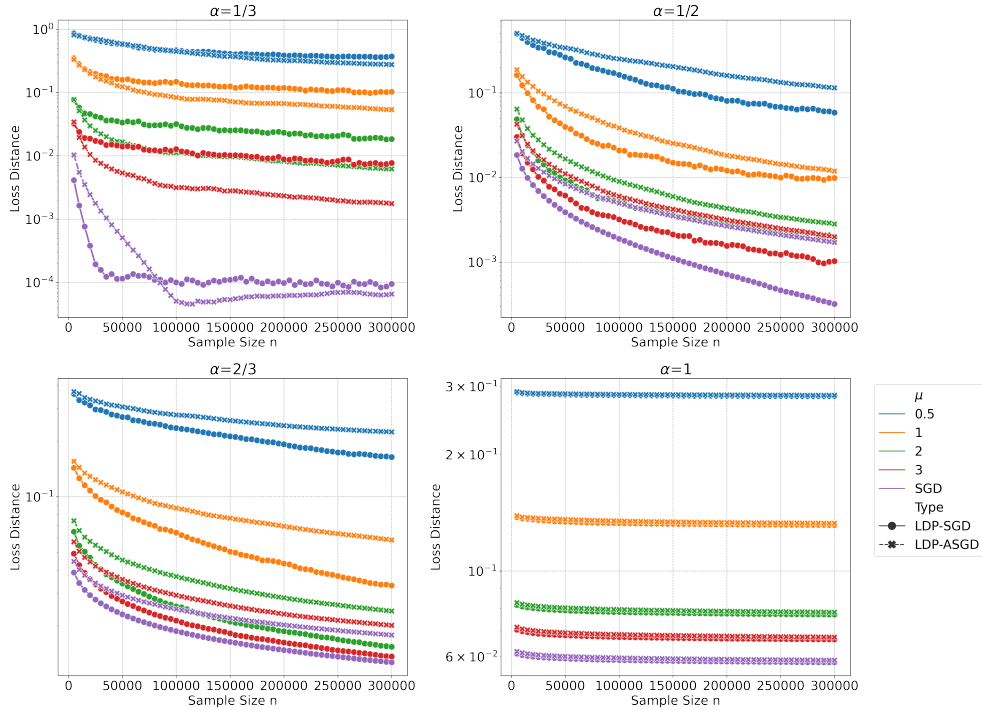 α=1/3
Loss Distance
10⁰
10⁻¹
10⁻²
10⁻³
10⁻⁴
0 50000 100000 150000 200000 250000 300000
Sample Size n
α=1/2
Loss Distance
10⁻¹
10⁻²
10⁻³
0 50000 100000 150000 200000 250000 300000
Sample Size n
α=2/3
Loss Distance
10⁻¹
0 50000 100000 150000 200000 250000 300000
Sample Size n
α=1
Loss Distance
3 × 10⁻¹
2 × 10⁻¹
10⁻¹
6 × 10⁻²
0 50000 100000 150000 200000 250000 300000
Sample Size n
μ
0.5
1
2
3
SGD
Type
LDP-SGD
LDP-ASGD